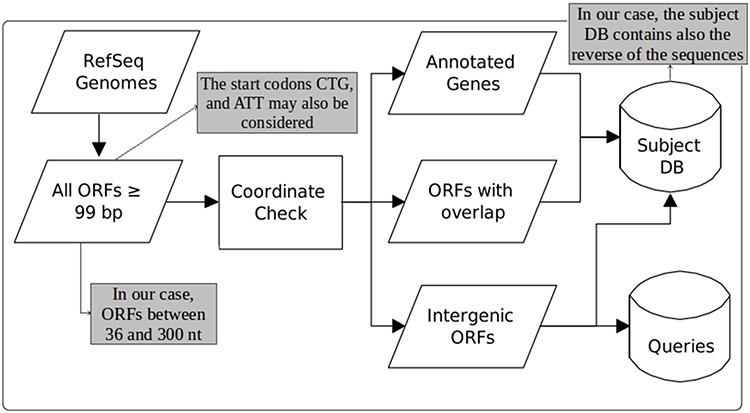 In our case, the subject
DB contains also the
reverse of the sequences
RefSeq
Genomes
The start codons CTG,
and ATT may also be
considered
Annotated
Genes
All ORFs ≥
99 bp
Coordinate
Check
ORFs with
overlap
Subject
DB
In our case,
ORFs between
36 and 300 nt
Intergenic
ORFs
Queries